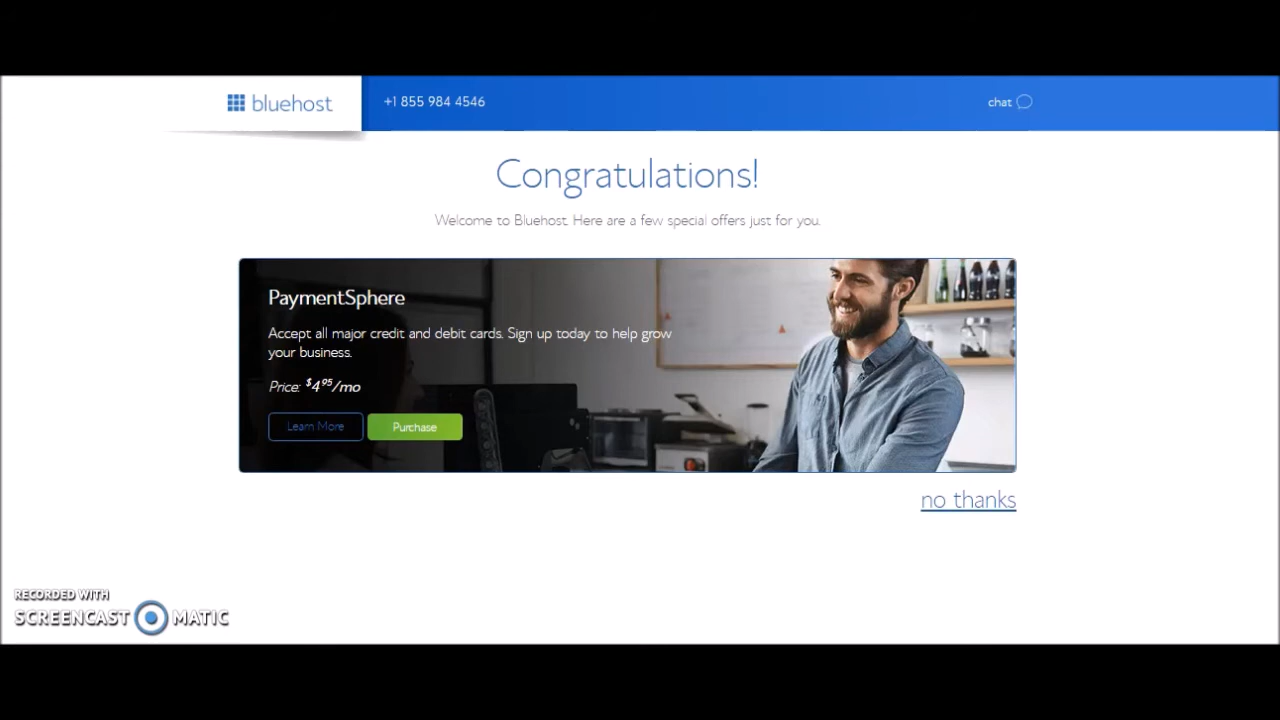 bluehost
+1 855 984 4546
chat
Congratulations!
Welcome to Bluehost. Here are a few special offers just for you.
PaymentSphere
Accept all major credit and debit cards. Sign up today to help grow
your business.
Price: $4.95/mo
Learn More
Purchase
no thanks
RECORDED WITH
SCREENCAST MATIC